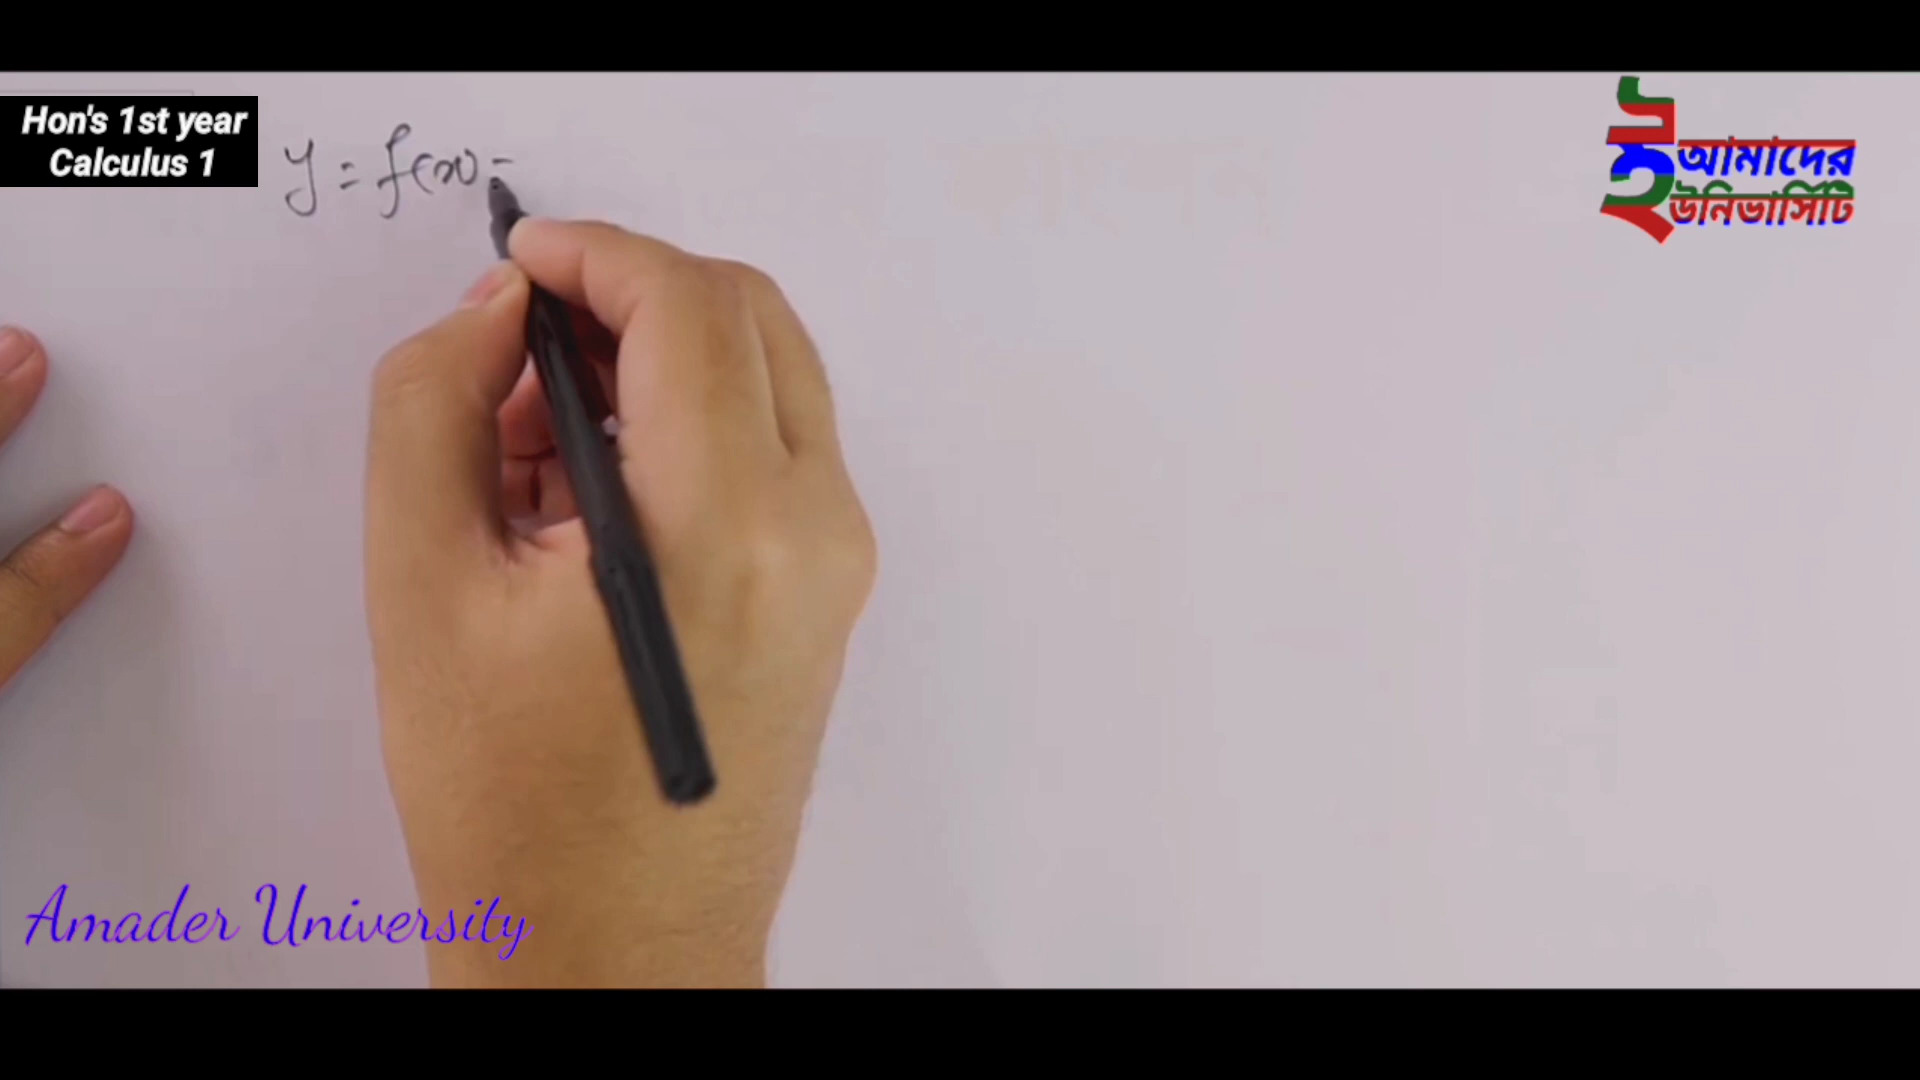 Hon's 1st year
Calculus 1
y = f(x) =
আমাদের
ইউনিভার্সিটি
Amader University